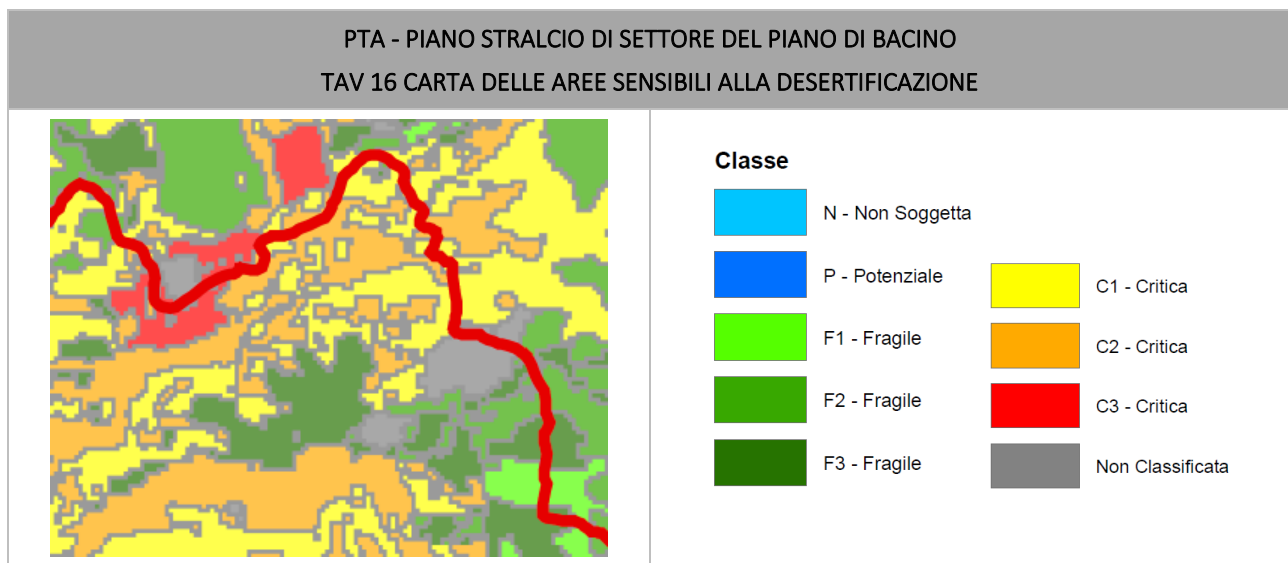 PTA - PIANO STRALCIO DI SETTORE DEL PIANO DI BACINO
TAV 16 CARTA DELLE AREE SENSIBILI ALLA DESERTIFICAZIONE
Classe
N - Non Soggetta
P - Potenziale
F1 - Fragile
F2 - Fragile
F3 - Fragile
C1 - Critica
C2 - Critica
C3 - Critica
Non Classificata